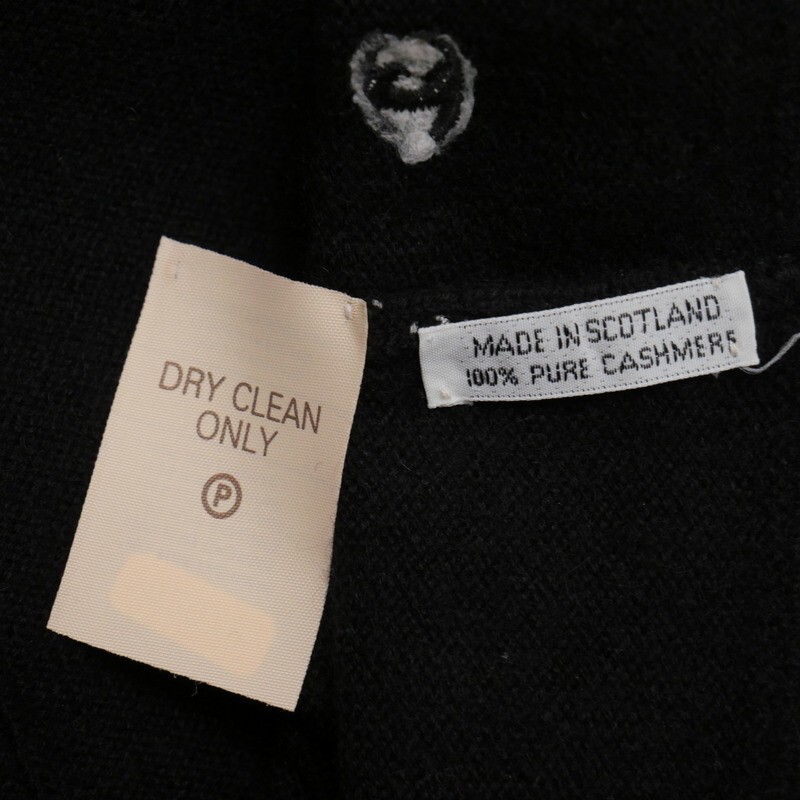 DRY CLEAN
ONLY
P
MADE IN SCOTLAND
100% PURE CASHMERE